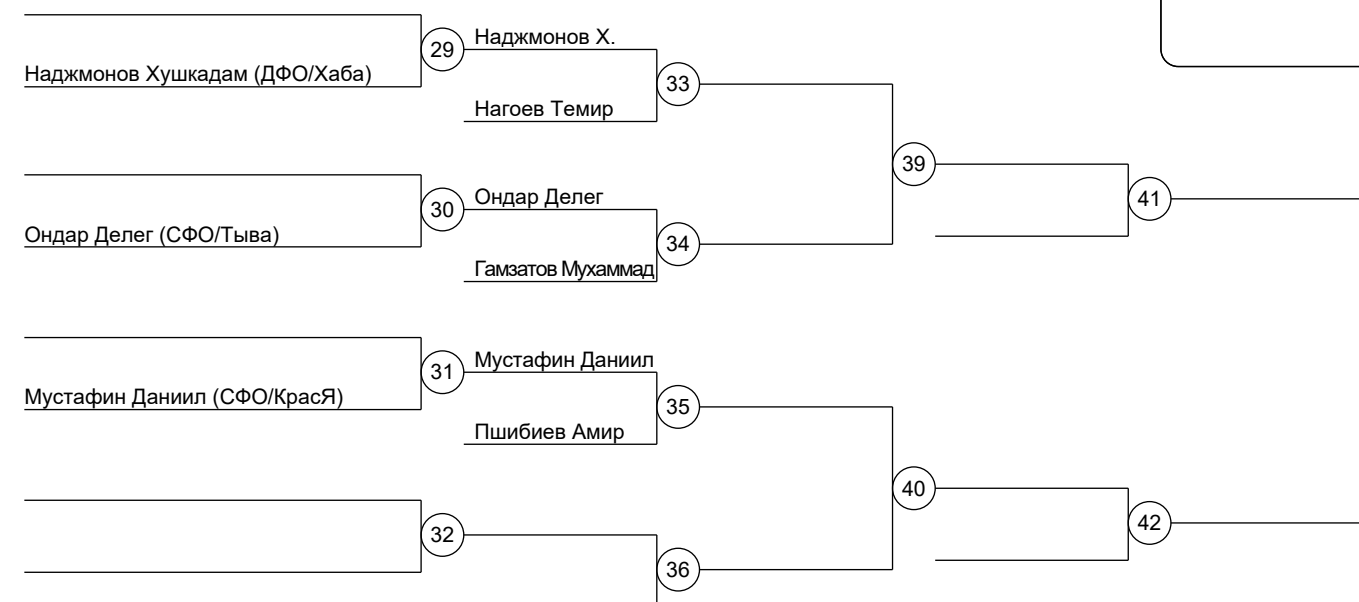 Наджмонов Х.
29
Наджмонов Хушкадам (ДФО/Хаба)
33
Нагоев Темир
39
Ондар Делег
30
41
Ондар Делег (СФО/Тыва)
34
Гамзатов Мухаммад
Мустафин Даниил
31
Мустафин Даниил (СФО/КрасЯ)
35
Пшибиев Амир
40
32
42
36